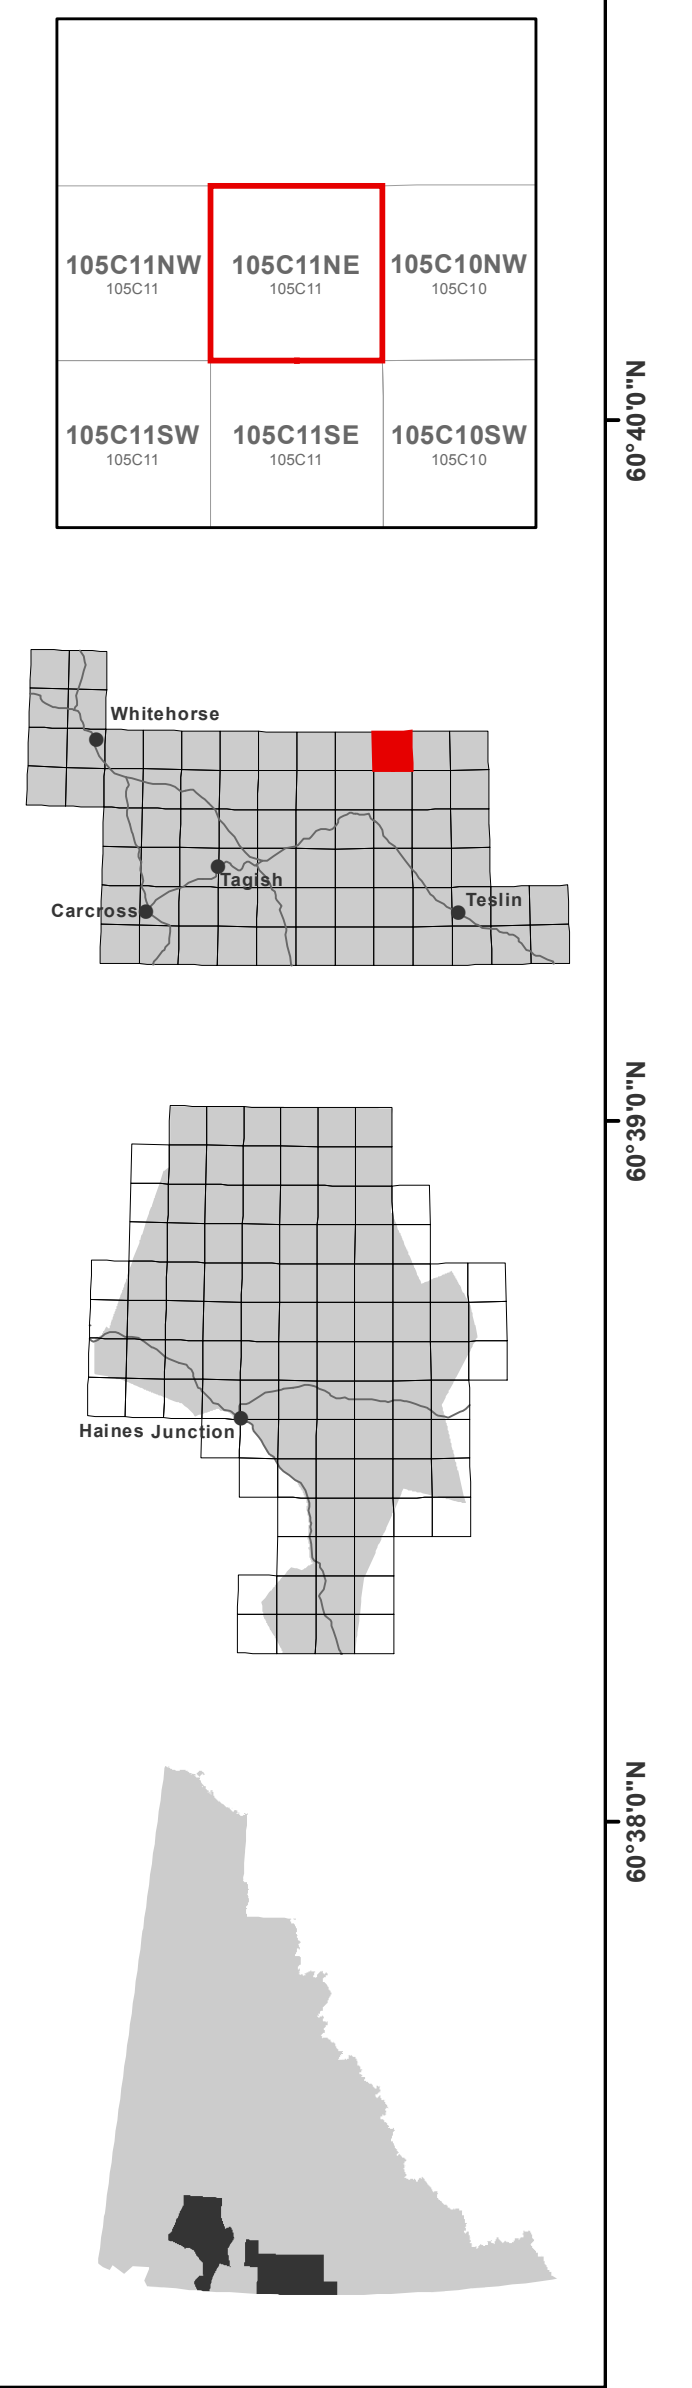 105C11NW
105C11
105C11NE
105C11
105C10NW
105C10
105C11SW
105C11
105C11SE
105C11
105C10SW
105C10
60°40'0"N
Whitehorse
Tagish
Carcross
Teslin
60°39'0"N
Haines Junction
60°38'0"N